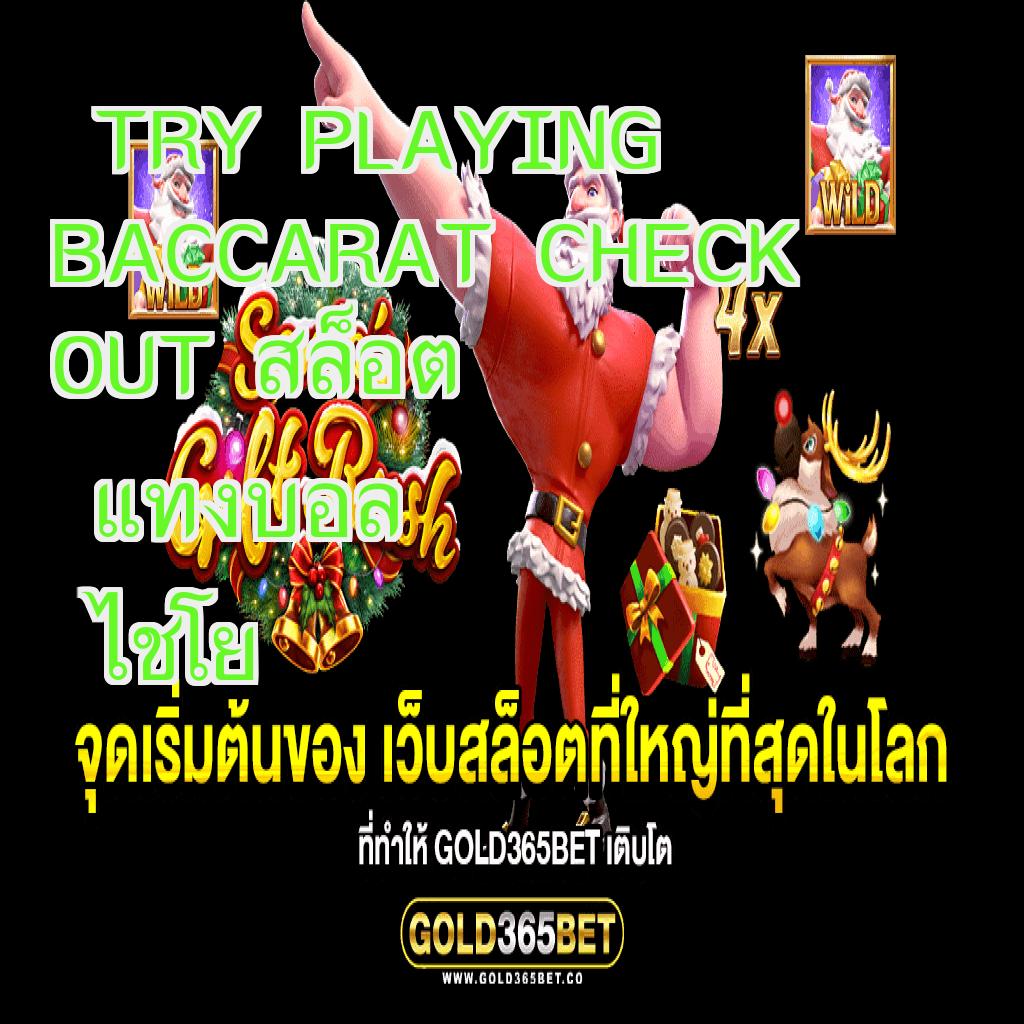 TRY PLAYING
BACCARAT CHECK
OUT สล็อต
แทงบอล
ไชโย
WILD
WILD
4x
Santa's
Gift Rush
จุดเริ่มต้นของ เว็บสล็อตที่ใหญ่ที่สุดในโลก
ที่ทำให้ GOLD365BET เติบโต
GOLD365BET
WWW.GOLD365BET.CO